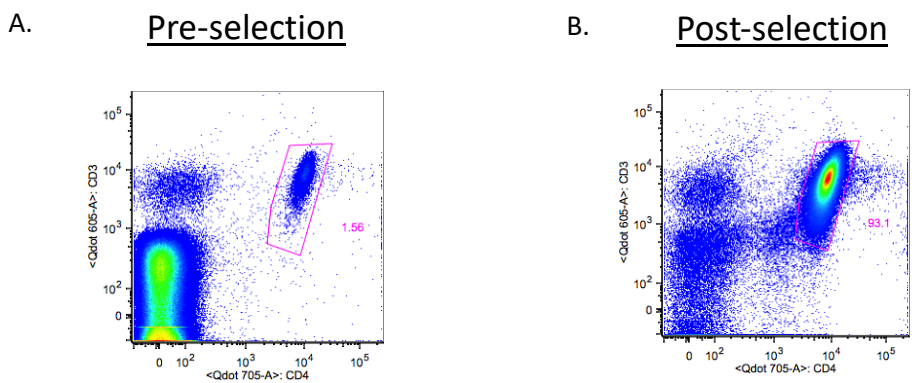 A.
Pre-selection
10^5
10^4
10^3
10^2
0
<Qdot 605-A>: CD3
1.56
0 10^2 10^3 10^4 10^5
<Qdot 705-A>: CD4
B.
Post-selection
10^5
10^4
10^3
10^2
0
<Qdot 605-A>: CD3
93.1
0 10^2 10^3 10^4 10^5
<Qdot 705-A>: CD4